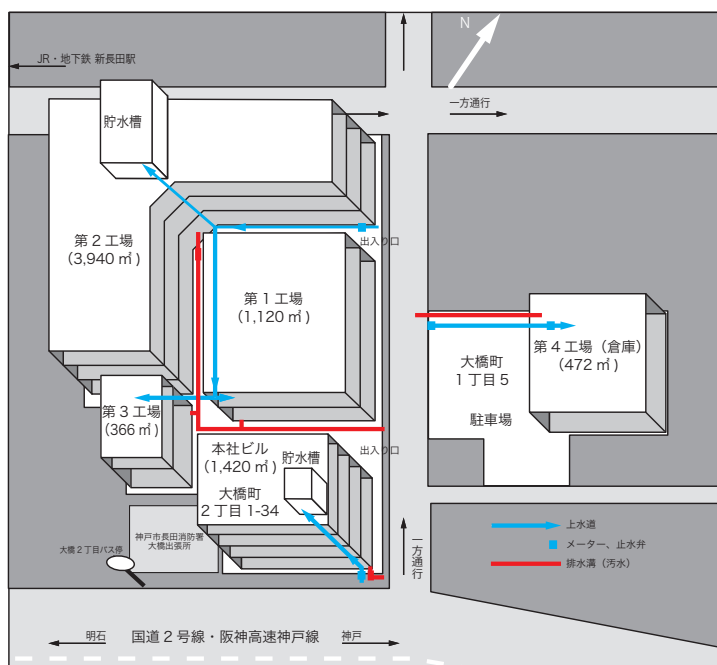 N
JR・地下鉄 新長田駅
一方通行
貯水槽
出入り口
第2工場
(3,940㎡)
第1工場
(1,120㎡)
第4工場（倉庫）
(472㎡)
大橋町
1丁目5
駐車場
第3工場
(366㎡)
本社ビル
(1,420㎡)
貯水槽
大橋町
2丁目1-34
出入り口
神戸市長田消防署
大橋出張所
大橋2丁目バス停
一方通行
上水道
メーター、止水弁
排水溝（汚水）
明石
国道2号線・阪神高速神戸線
神戸